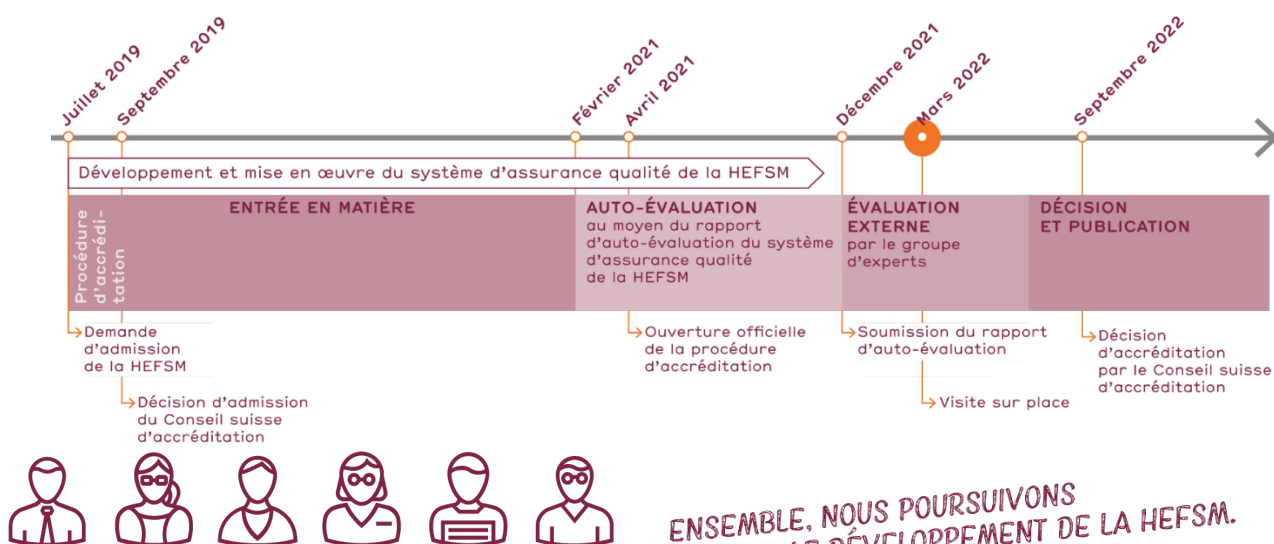 Juillet 2019
Septembre 2019
Février 2021
Avril 2021
Décembre 2021
Mars 2022
Septembre 2022
Développement et mise en œuvre du système d'assurance qualité de la HEFSM
Procédure
d'accrédi-
tation
ENTRÉE EN MATIÈRE
AUTO-ÉVALUATION
au moyen du rapport
d'auto-évaluation du système
d'assurance qualité
de la HEFSM
ÉVALUATION
EXTERNE
par le groupe
d'experts
DÉCISION
ET PUBLICATION
Demande
d'admission
de la HEFSM
Décision d'admission
du Conseil suisse
d'accréditation
Ouverture officielle
de la procédure
d'accréditation
Soumission du rapport
d'auto-évaluation
Visite sur place
Décision
d'accréditation
par le Conseil suisse
d'accréditation
ENSEMBLE, NOUS POURSUIVONS
LE DÉVELOPPEMENT DE LA HEFSM.